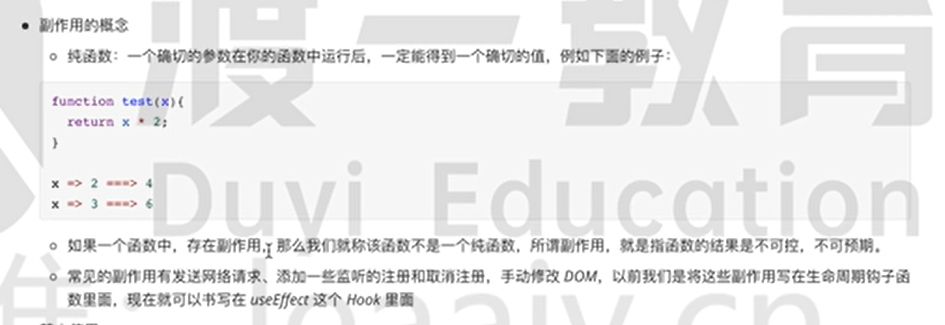 副作用的概念
纯函数：一个确切的参数在你的函数中运行后，一定能得到一个确切的值，例如下面的例子：
function test(x){
return x * 2;
}
x => 2 ===> 4
x => 3 ===> 6
如果一个函数中，存在副作用，那么我们就称该函数不是一个纯函数，所谓副作用，就是指函数的结果是不可控，不可预期。
常见的副作用有发送网络请求、添加一些监听的注册和取消注册，手动修改 DOM，以前我们是将这些副作用写在生命周期钩子函
数里面，现在就可以书写在 useEffect 这个 Hook 里面
渡一教育
Duyi Education